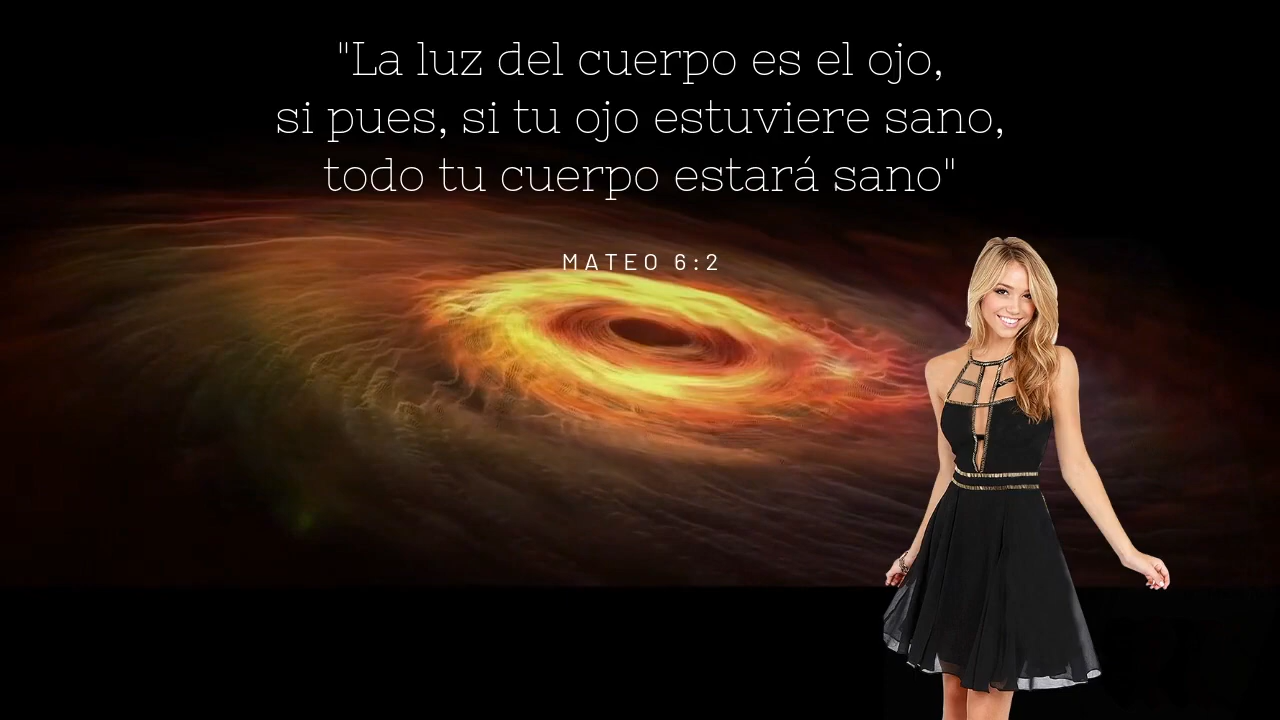 "La luz del cuerpo es el ojo,
si pues, si tu ojo estuviere sano,
todo tu cuerpo estará sano"
MATEO 6:2